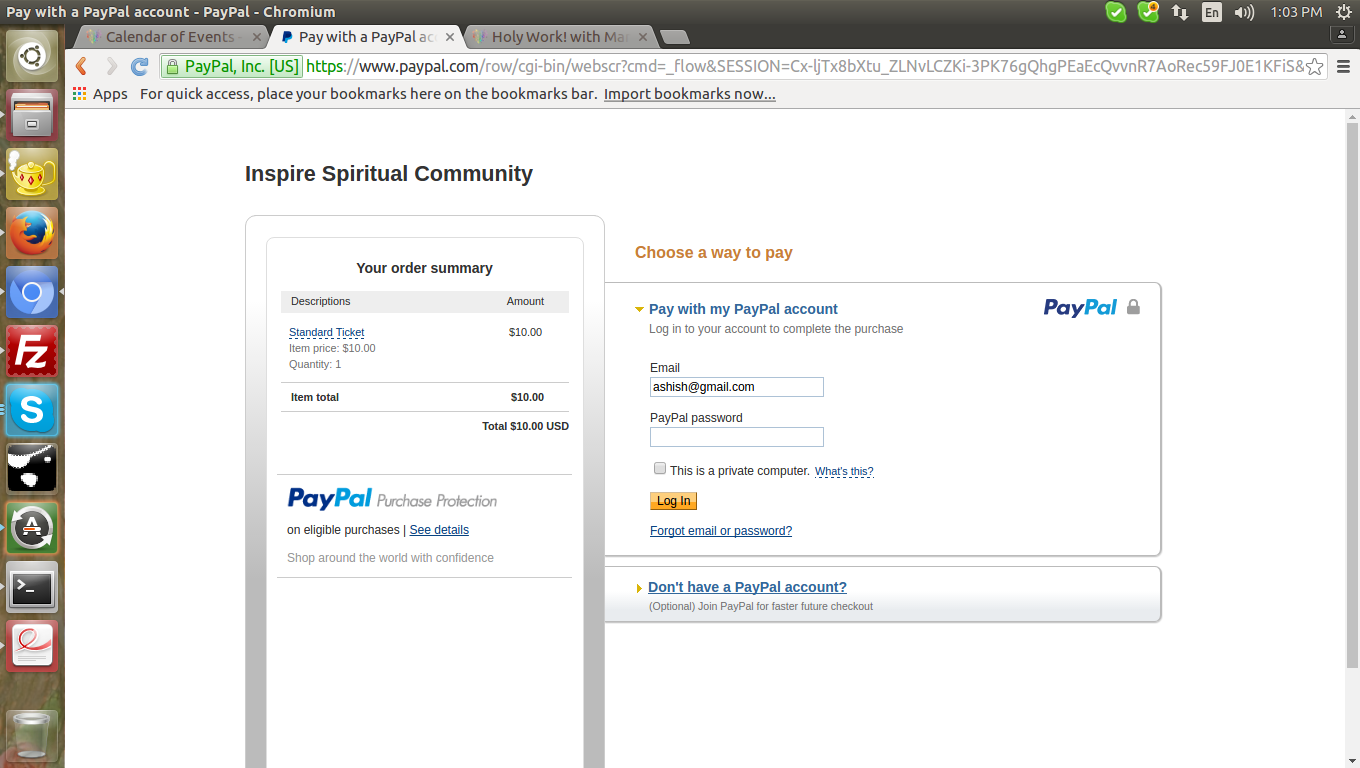 Pay with a PayPal account - PayPal - Chromium
4
En
1:03 PM
Calendar of Events -
Pay with a PayPal ac
Holy Work! with Mar
PayPal, Inc. [US]
https://www.paypal.com/row/cgi-bin/webscr?cmd=_flow&SESSION=Cx-ljTx8bXtu_ZLNvLCZKi-3PK76gQhgPEaEcQvvnR7AoRec59FJ0E1KFiS&
Apps
For quick access, place your bookmarks here on the bookmarks bar. Import bookmarks now...
Inspire Spiritual Community
Your order summary
Descriptions Amount
Standard Ticket $10.00
Item price: $10.00
Quantity: 1
Item total $10.00
Total $10.00 USD
PayPal Purchase Protection
on eligible purchases | See details
Shop around the world with confidence
Choose a way to pay
Pay with my PayPal account
PayPal
Log in to your account to complete the purchase
Email
ashish@gmail.com
PayPal password
This is a private computer. What's this?
Log In
Forgot email or password?
Don't have a PayPal account?
(Optional) Join PayPal for faster future checkout
Fz
S
A
>_